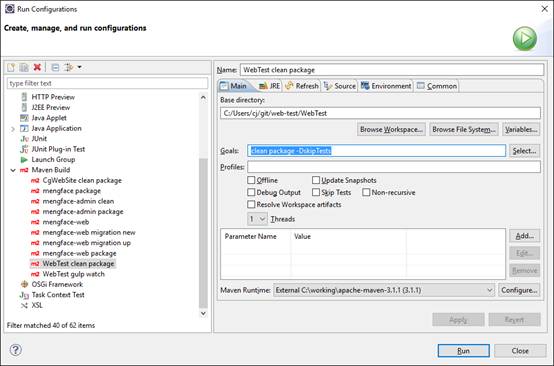 Run Configurations
Create, manage, and run configurations
type filter text
HTTP Preview
J2EE Preview
Java Applet
Java Application
JUnit
JUnit Plug-in Test
Launch Group
Maven Build
CgWebSite clean package
mengface package
mengface-admin clean
mengface-admin package
mengface-web
mengface-web migration new
mengface-web migration up
mengface-web package
WebTest clean package
WebTest gulp watch
OSGi Framework
Task Context Test
XSL
Filter matched 40 of 62 items
Name: WebTest clean package
Main JRE Refresh Source Environment Common
Base directory:
C:/Users/cj/git/web-test/WebTest
Browse Workspace... Browse File System... Variables...
Goals: clean package -DskipTests Select...
Profiles:
Offline Update Snapshots
Debug Output Skip Tests Non-recursive
Resolve Workspace artifacts
1 Threads
Parameter Name Value Add...
Edit...
Remove
Maven Runtime: External C:\working\apache-maven-3.1.1 (3.1.1) Configure...
Apply Revert
Run Close